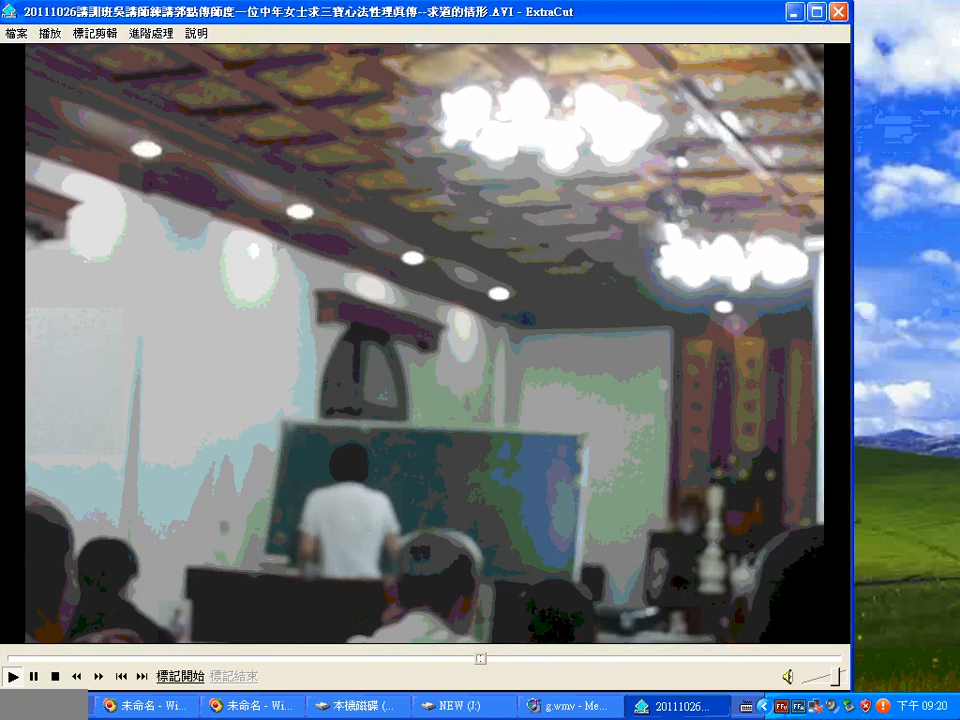 20111026講訓班吳講師練講郭點傳師度一位中年女士求三寶心法性理真傳--求道的情形.AVI - ExtraCut
檔案 播放 標記剪輯 進階處理 說明
標記開始 標記結束
未命名 - Wi... 未命名 - Wi... 本機磁碟 (... NEW (J:) g.wmv - Me... 20111026... 下午 09:20